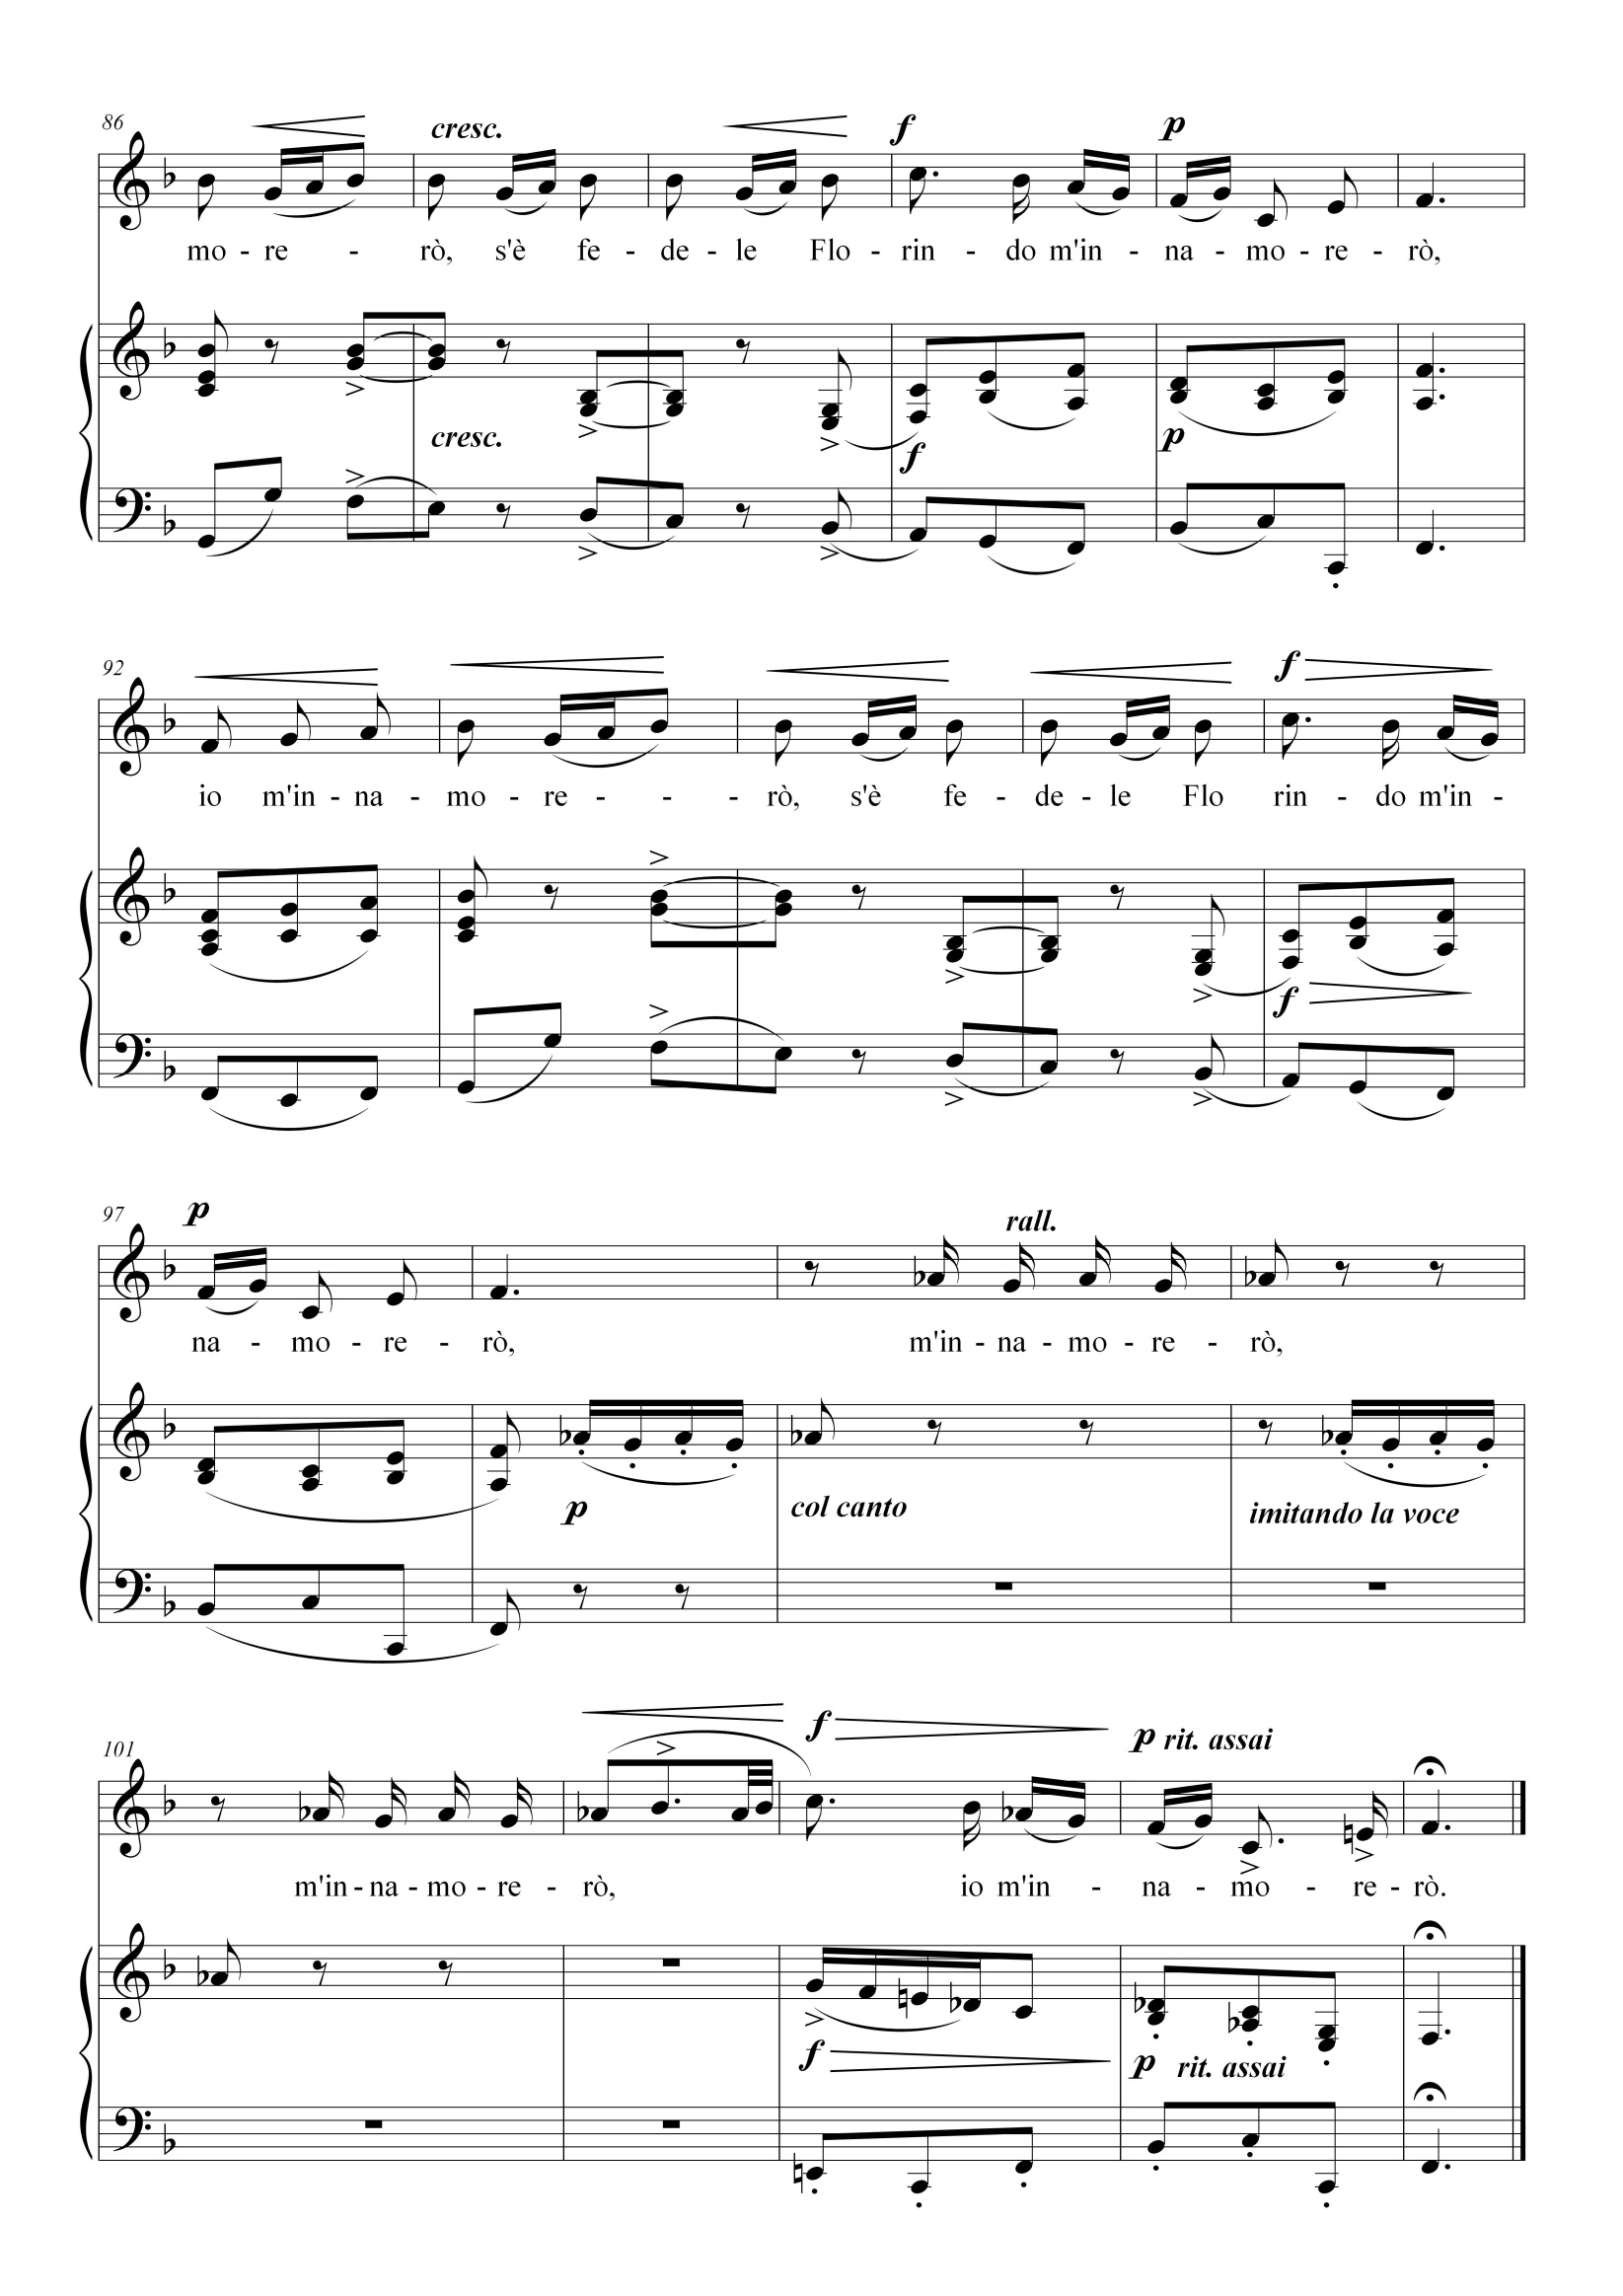 86
cresc.
f
p
mo - re - rò, s'è fe - de - le Flo - rin - do m'in - na - mo - re - rò,
cresc.
f
p
92
f
io m'in - na - mo - re - - - rò, s'è fe - de - le Flo rin - do m'in -
f
97
p
rall.
na - mo - re - rò, m'in - na - mo - re - rò,
p
col canto
imitando la voce
101
f
p rit. assai
m'in - na - mo - re - rò, io m'in - na - mo - re - rò.
f
p rit. assai